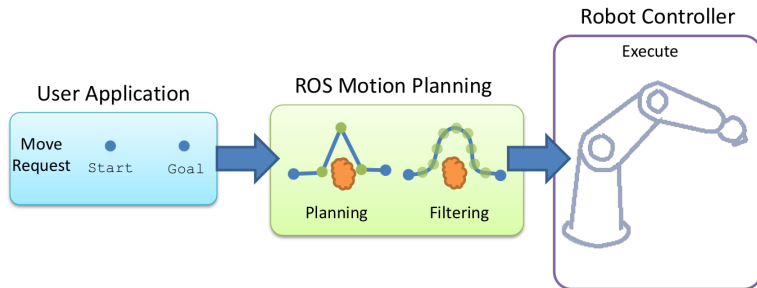 User Application
Move
Request
Start
Goal
ROS Motion Planning
Planning
Filtering
Robot Controller
Execute